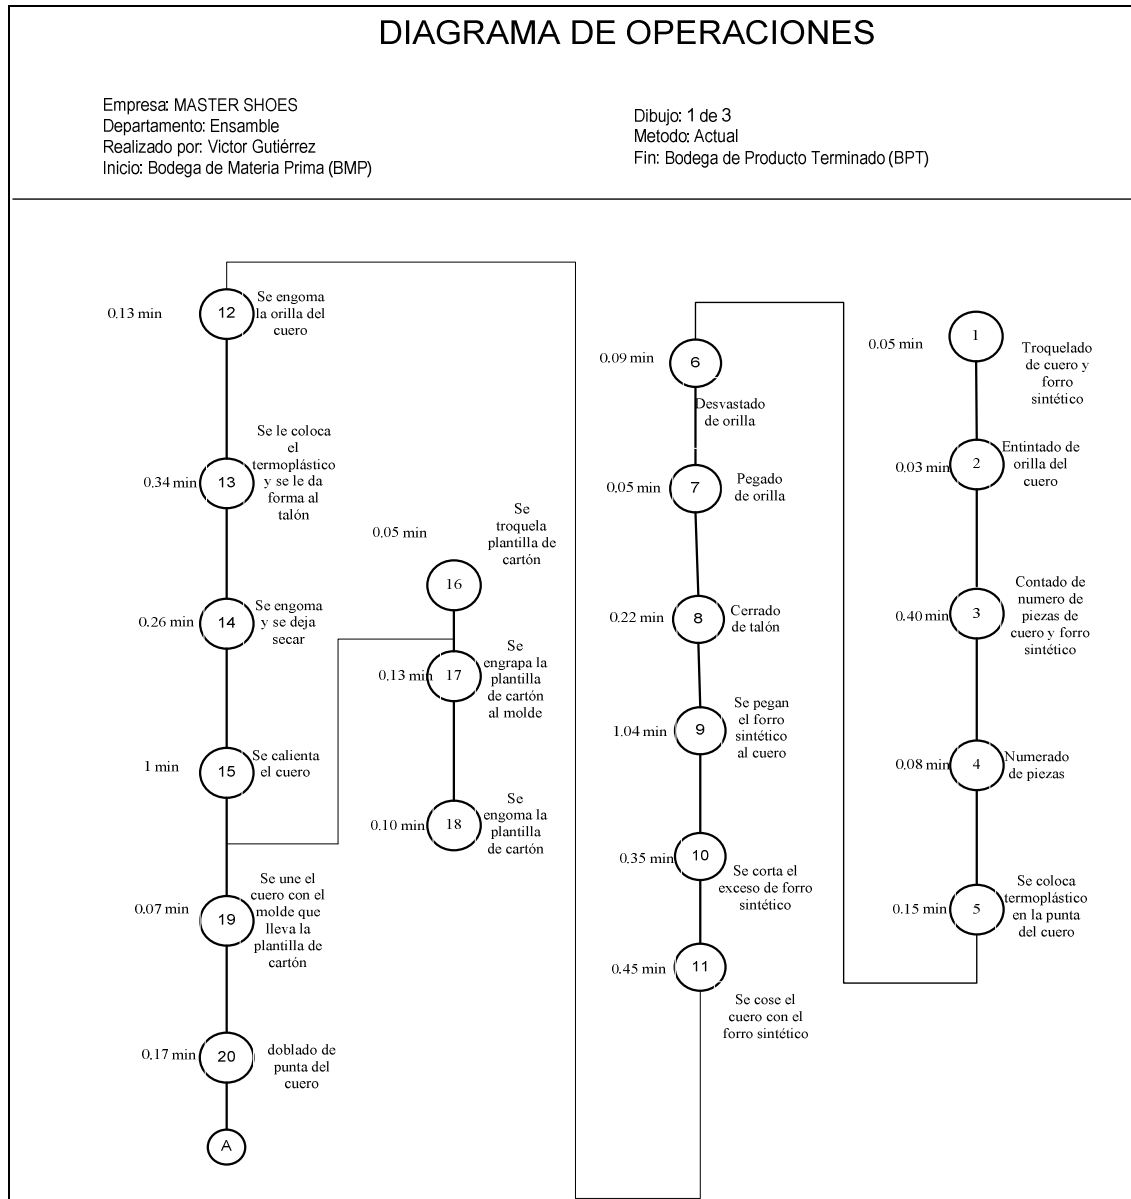 DIAGRAMA DE OPERACIONES
Empresa: MASTER SHOES
Departamento: Ensamble
Realizado por: Victor Gutiérrez
Inicio: Bodega de Materia Prima (BMP)
Dibujo: 1 de 3
Metodo: Actual
Fin: Bodega de Producto Terminado (BPT)
0.13 min
12
Se engoma
la orilla del
cuero
0.34 min
13
Se le coloca
el
termoplástico
y se le da
forma al
talón
0.26 min
14
Se engoma
y se deja
secar
1 min
15
Se calienta
el cuero
0.07 min
19
Se une el
cuero con el
molde que
lleva la
plantilla de
cartón
0.17 min
20
doblado de
punta del
cuero
A
0.05 min
16
Se
troquela
plantilla de
cartón
0.13 min
17
Se
engrapa la
plantilla
de cartón
al molde
0.10 min
18
Se
engoma la
plantilla
de cartón
0.09 min
6
Desvastado
de orilla
0.05 min
7
Pegado
de orilla
0.22 min
8
Cerrado
de talón
1.04 min
9
Se pegan
el forro
sintético
al cuero
0.35 min
10
Se corta el
exceso de forro
sintético
0.45 min
11
Se cose el
cuero con el
forro sintético
0.05 min
1
Troquelado
de cuero y
forro
sintético
0.03 min
2
Entintado de
orilla del
cuero
0.40 min
3
Contado de
numero de
piezas de
cuero y forro
sintético
0.08 min
4
Numerado
de piezas
0.15 min
5
Se coloca
termoplástico
en la punta
del cuero